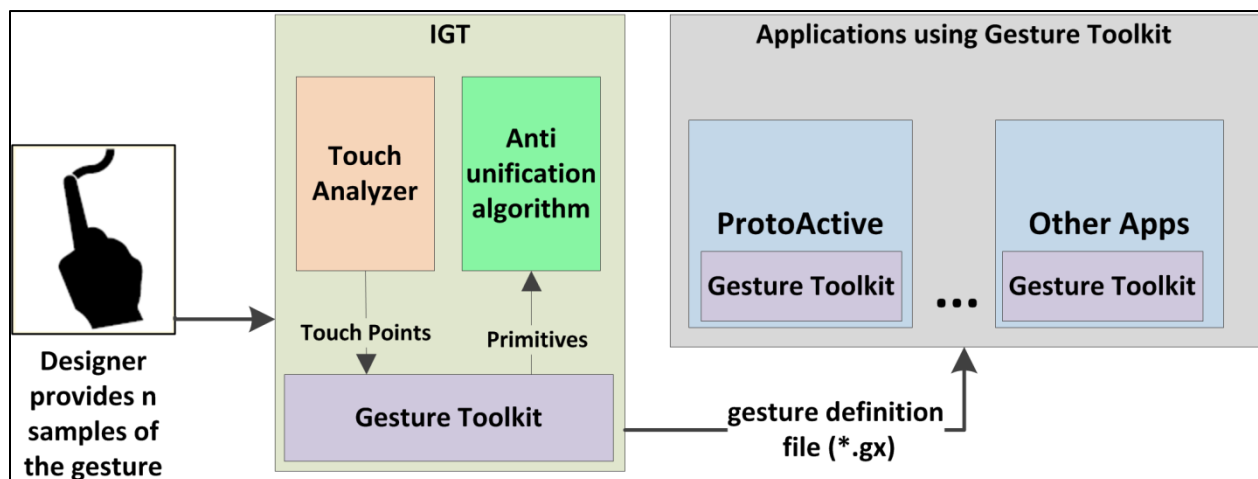 IGT
Touch
Analyzer
Anti
unification
algorithm
Touch Points
Primitives
Gesture Toolkit
Designer
provides n
samples of
the gesture
Applications using Gesture Toolkit
ProtoActive
Gesture Toolkit
...
Other Apps
Gesture Toolkit
gesture definition
file (*.gx)